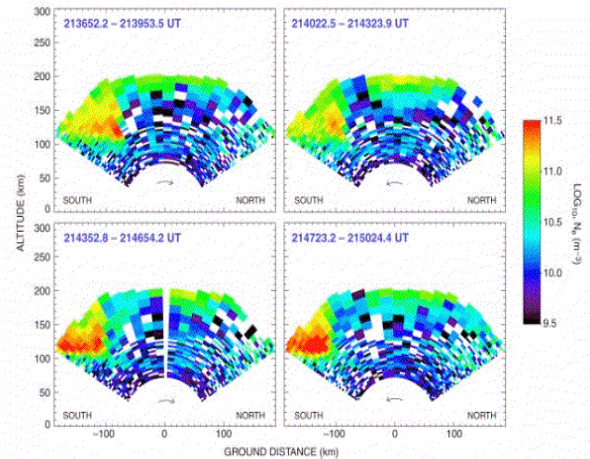 213652.2 – 213953.5 UT
214022.5 – 214323.9 UT
300
250
200
150
100
50
0
SOUTH NORTH
SOUTH NORTH
11.5
11.0
10.5
10.0
9.5
LOG₁₀, Nₑ (m⁻³)
ALTITUDE (km)
214352.8 – 214654.2 UT
214723.2 – 215024.4 UT
300
250
200
150
100
50
0
SOUTH NORTH
SOUTH NORTH
−100 0 100
−100 0 100
GROUND DISTANCE (km)